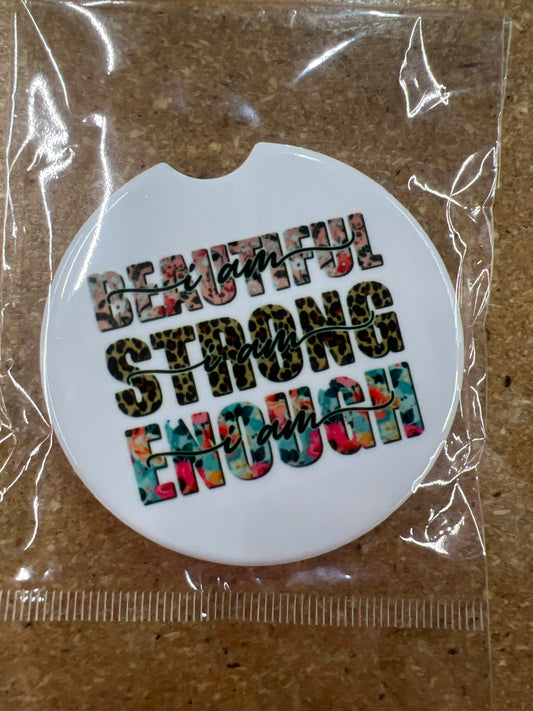 BEAUTIFUL
i am
STRONG
i am
ENOUGH
i am